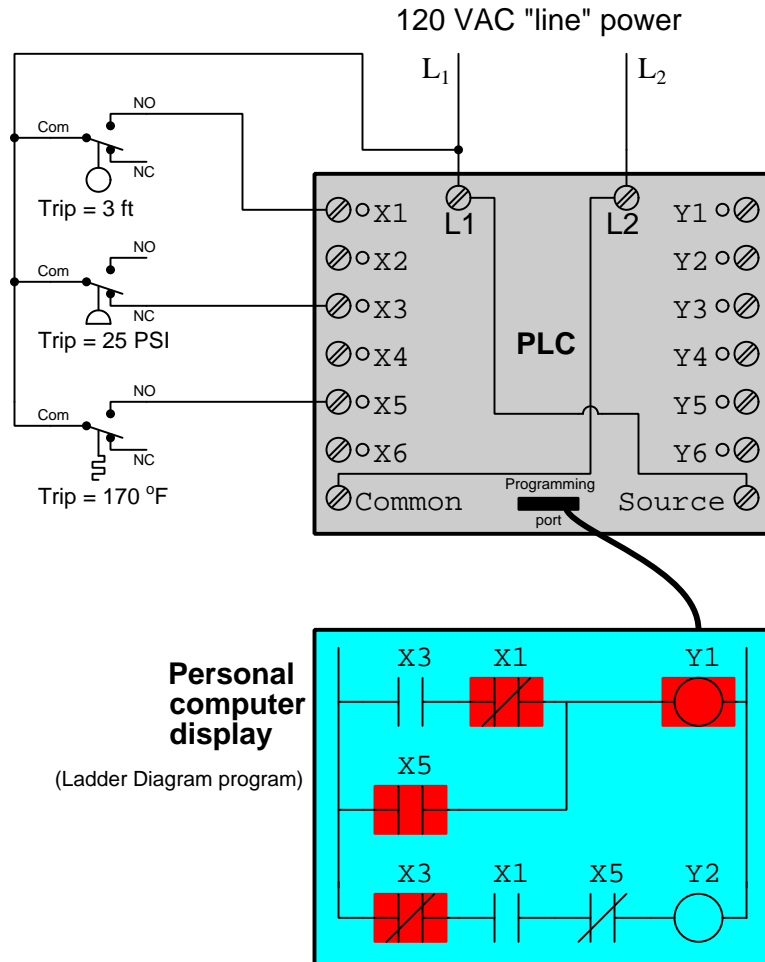 120 VAC "line" power
L1 L2
NO
Com
NC
Trip = 3 ft
NO
Com
NC
Trip = 25 PSI
NO
Com
NC
Trip = 170 °F
L1 L2
X1 Y1
X2 Y2
X3 Y3
PLC
X4 Y4
X5 Y5
X6 Y6
Common Programming port Source
Personal
computer
display
(Ladder Diagram program)
X3 X1 Y1
X5
X3 X1 X5 Y2